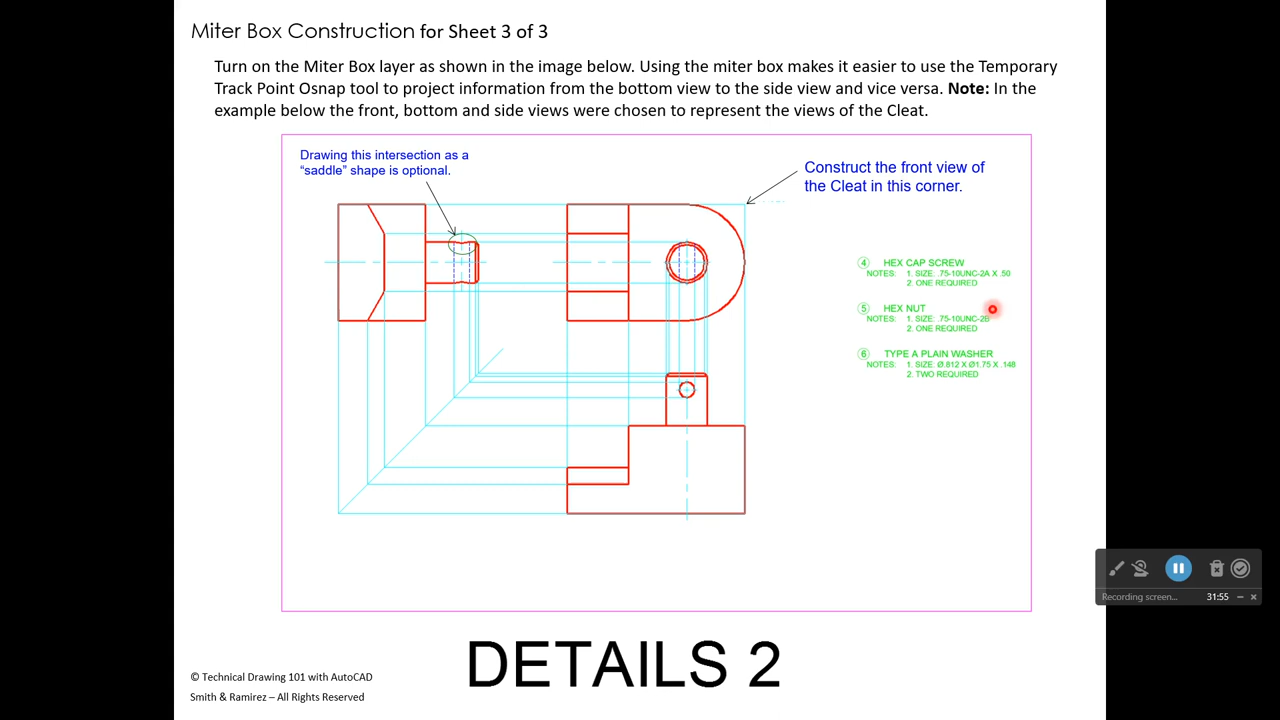 Miter Box Construction for Sheet 3 of 3
Turn on the Miter Box layer as shown in the image below. Using the miter box makes it easier to use the Temporary
Track Point Osnap tool to project information from the bottom view to the side view and vice versa. Note: In the
example below the front, bottom and side views were chosen to represent the views of the Cleat.
Drawing this intersection as a
“saddle” shape is optional.
Construct the front view of
the Cleat in this corner.
4 HEX CAP SCREW
NOTES: 1. SIZE: .75-10UNC-2A X .50
2. ONE REQUIRED
5 HEX NUT
NOTES: 1. SIZE: .75-10UNC-2B
2. ONE REQUIRED
6 TYPE A PLAIN WASHER
NOTES: 1. SIZE: Ø.812 X Ø1.75 X .148
2. TWO REQUIRED
Recording screen... 31:55
DETAILS 2
© Technical Drawing 101 with AutoCAD
Smith & Ramirez – All Rights Reserved